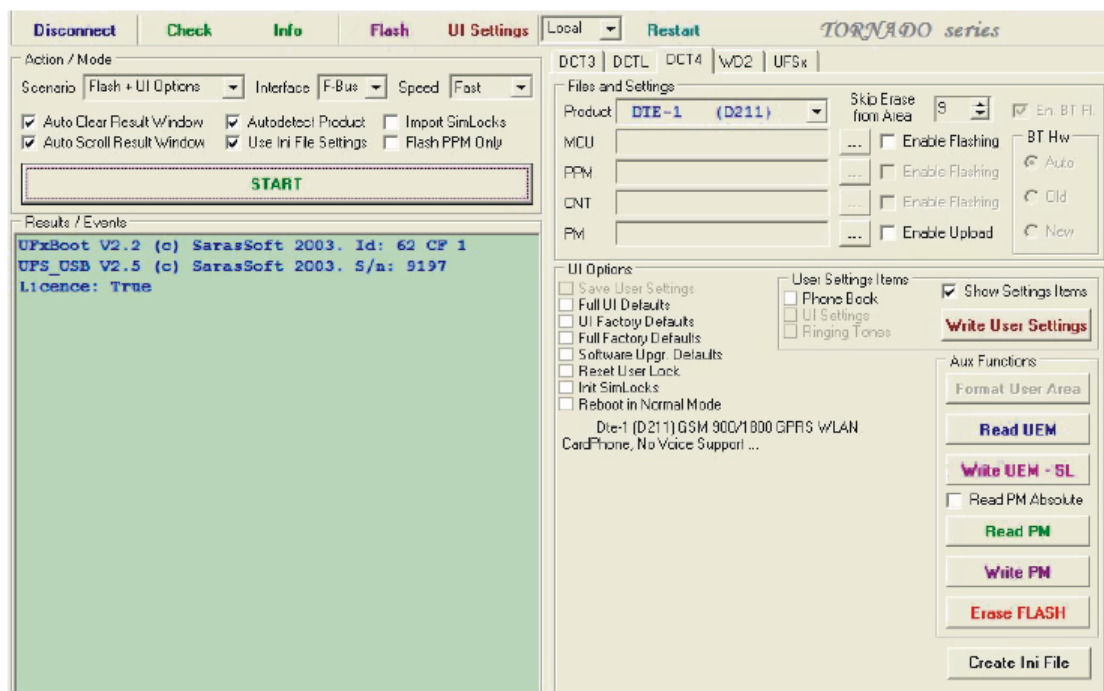 Disconnect Check Info Flash UI Settings Local Restart TORNADO series
Action / Mode
Scenario Flash + UI Options Interface F-Bus Speed Fast
Auto Clear Result Window Autodetect Product Import SimLocks
Auto Scroll Result Window Use Ini File Settings Flash PPM Only
START
Results / Events
UFxBoot V2.2 (c) SarasSoft 2003. Id: 62 CF 1
UFS_USB V2.5 (c) SarasSoft 2003. S/n: 9197
Licence: True
DCT3 DCTL DCT4 WD2 UFSx
Files and Settings
Product DTE-1 (D211) Skip Erase from Area 9 En. BT Fl.
MCU ... Enable Flashing BT Hw
PPM ... Enable Flashing Auto
CNT ... Enable Flashing Old
PM ... Enable Upload New
UI Options
Save User Settings
Full UI Defaults
UI Factory Defaults
Full Factory Defaults
Software Upgr. Defaults
Reset User Lock
Init SimLocks
Reboot in Normal Mode
Dte-1 (D211) GSM 900/1800 GPRS WLAN
CardPhone, No Voice Support ...
User Settings Items
Phone Book
UI Settings
Ringing Tones
Show Settings Items
Write User Settings
Aux Functions
Format User Area
Read UEM
Write UEM - SL
Read PM Absolute
Read PM
Write PM
Erase FLASH
Create Ini File